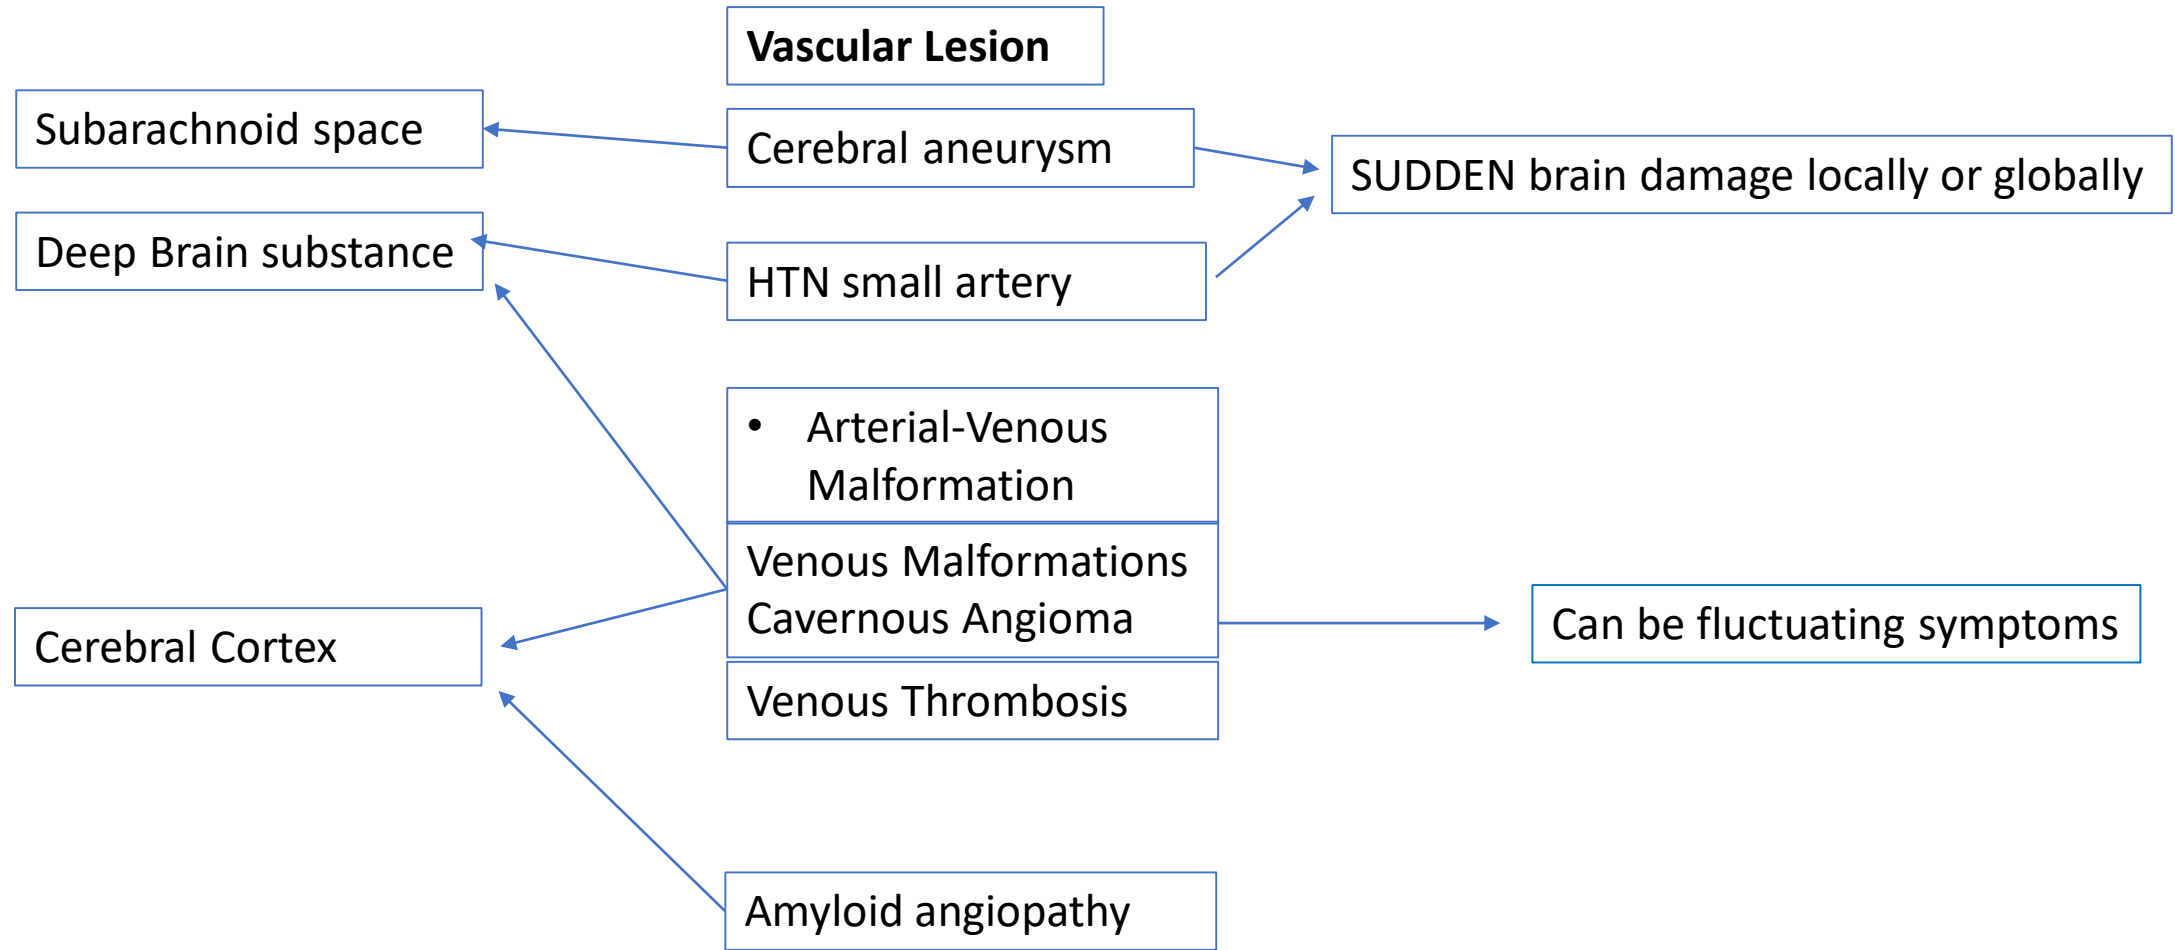 Vascular Lesion
Subarachnoid space
Cerebral aneurysm
SUDDEN brain damage locally or globally
Deep Brain substance
HTN small artery
• Arterial-Venous
Malformation
Venous Malformations
Cavernous Angioma
Can be fluctuating symptoms
Cerebral Cortex
Venous Thrombosis
Amyloid angiopathy